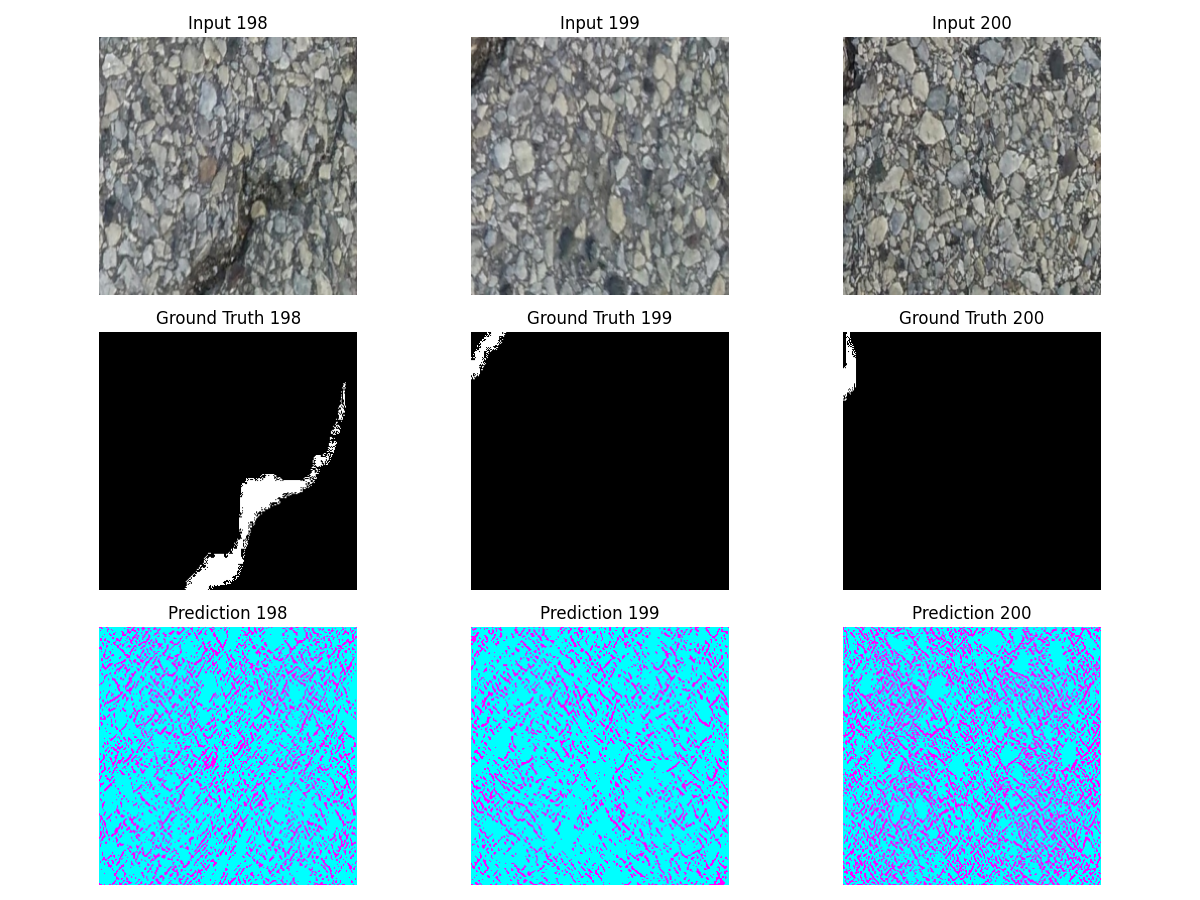 Input 198
Input 199
Input 200
Ground Truth 198
Ground Truth 199
Ground Truth 200
Prediction 198
Prediction 199
Prediction 200